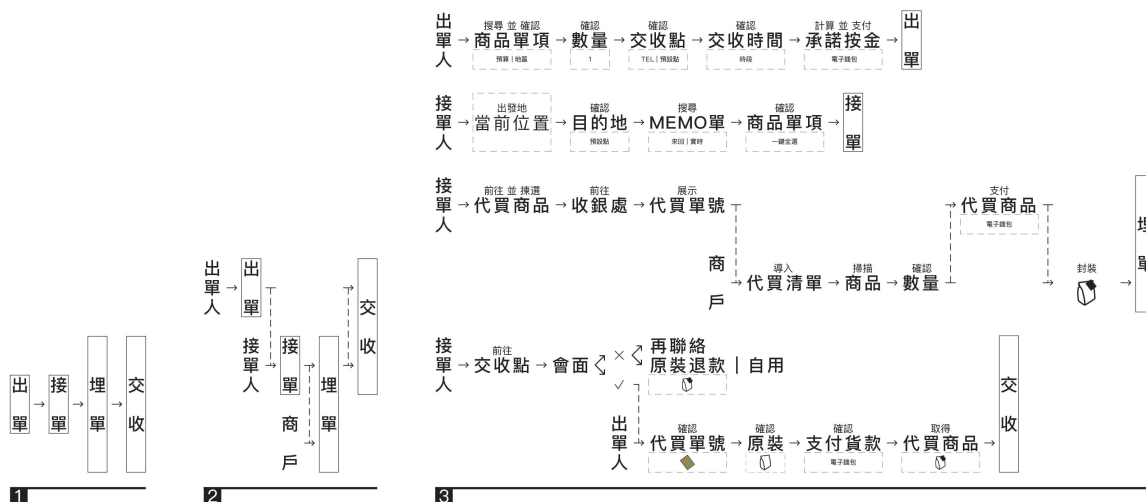 出單
接單
埋單
交收
1
出單人
出單
接單人
接單
商戶
埋單
交收
2
出單人
搜尋 並 確認
商品單項
預算 | 地區
確認
數量
1
確認
交收點
TEL | 預設點
確認
交收時間
時段
計算 並 支付
承諾按金
電子錢包
出單
接單人
出發地
當前位置
確認
目的地
預設點
搜尋
MEMO單
來回 | 實時
確認
商品單項
一鍵全選
接單
接單人
前往 並 揀選
代買商品
前往
收銀處
展示
代買單號
商戶
導入
代買清單
掃描
商品
確認
數量
支付
代買商品
電子錢包
封裝
埋單
接單人
前往
交收點
會面
再聯絡
原裝退款 | 自用
出單人
確認
代買單號
確認
原裝
確認
支付貨款
電子錢包
取得
代買商品
交收
3